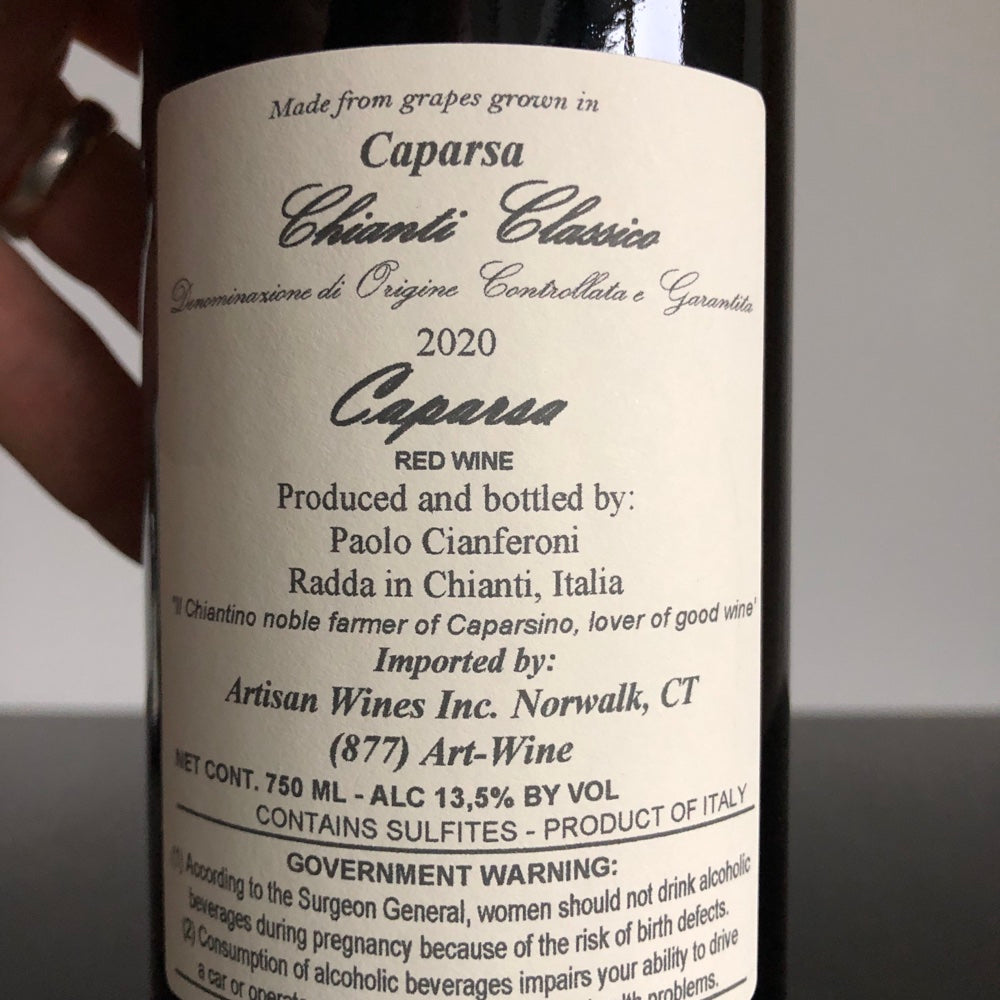 Made from grapes grown in
Caparsa
Chianti Classico
Denominazione di Origine Controllata e Garantita
2020
Caparsa
RED WINE
Produced and bottled by:
Paolo Cianferoni
Radda in Chianti, Italia
"Il Chiantino noble farmer of Caparsino, lover of good wine"
Imported by:
Artisan Wines Inc. Norwalk, CT
(877) Art-Wine
NET CONT. 750 ML - ALC 13,5% BY VOL
CONTAINS SULFITES - PRODUCT OF ITALY
GOVERNMENT WARNING:
(1) According to the Surgeon General, women should not drink alcoholic
beverages during pregnancy because of the risk of birth defects.
(2) Consumption of alcoholic beverages impairs your ability to drive
a car or problems.